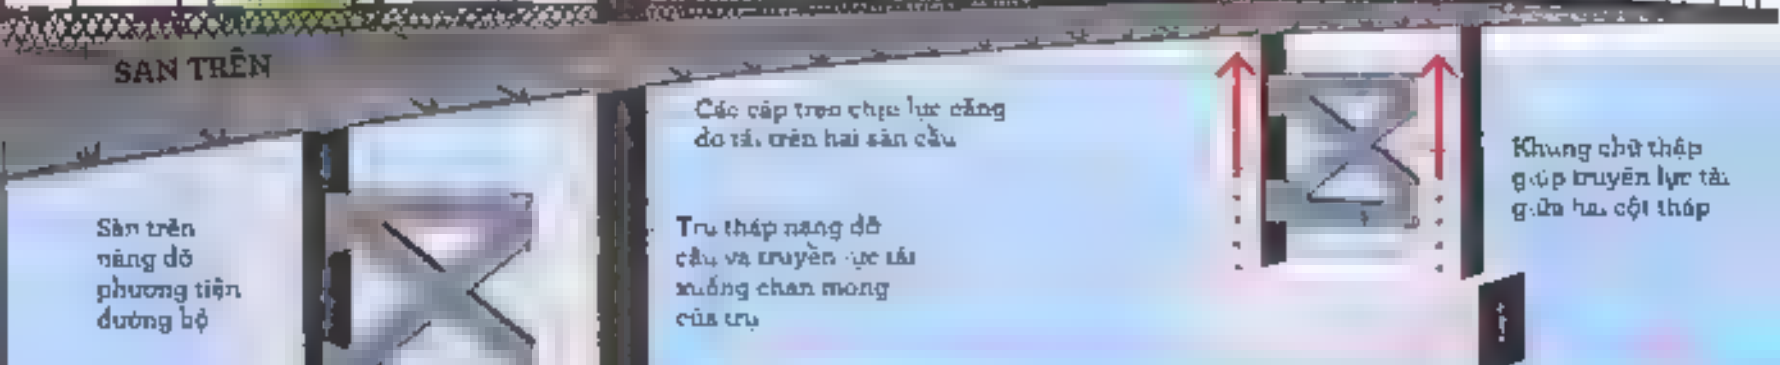 SÀN TRÊN
Các cáp treo chịu lực căng
do tải trên hai sàn cầu
Khung chữ thập
giúp truyền lực tải
giữa hai cột tháp
Sàn trên
nâng đỡ
phương tiện
đường bộ
Trụ tháp nâng đỡ
cầu và truyền lực tải
xuống chân móng
của trụ